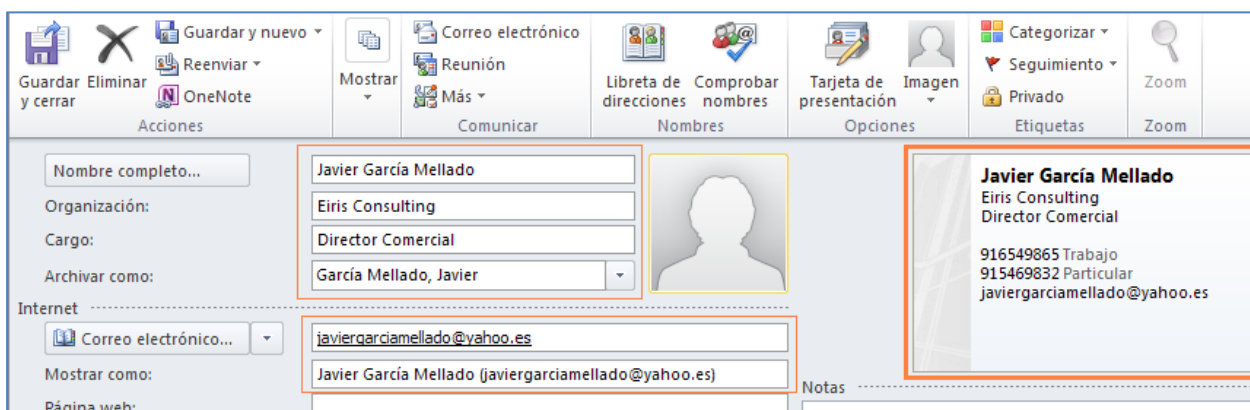 Guardar y cerrar
Eliminar
Guardar y nuevo
Reenviar
OneNote
Acciones
Mostrar
Correo electrónico
Reunión
Más
Comunicar
Libreta de direcciones
Comprobar nombres
Nombres
Tarjeta de presentación
Imagen
Opciones
Categorizar
Seguimiento
Privado
Etiquetas
Zoom
Zoom
Nombre completo... Javier García Mellado
Organización: Eiris Consulting
Cargo: Director Comercial
Archivar como: García Mellado, Javier
Internet
Correo electrónico... javiergarciamellado@yahoo.es
Mostrar como: Javier García Mellado (javiergarciamellado@yahoo.es)
Página web:
Javier García Mellado
Eiris Consulting
Director Comercial
916549865 Trabajo
915469832 Particular
javiergarciamellado@yahoo.es
Notas